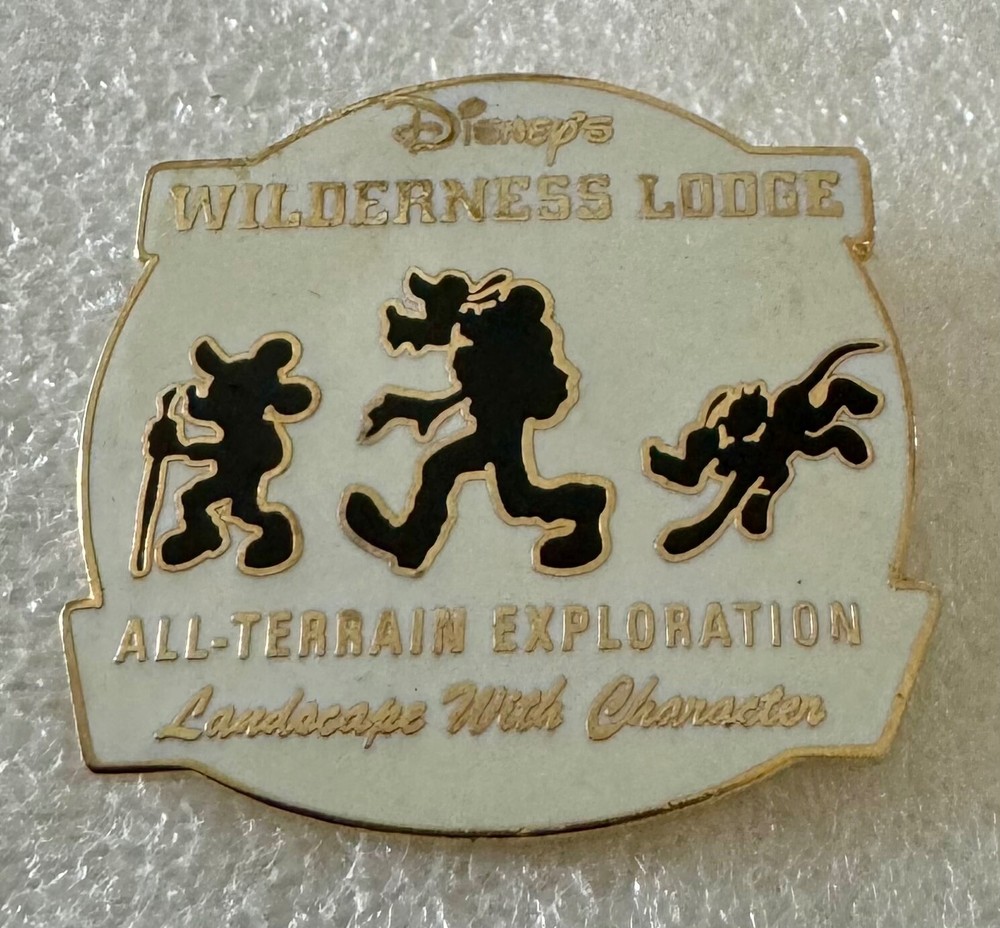 Disney's
WILDERNESS LODGE
ALL-TERRAIN EXPLORATION
Landscape With Character